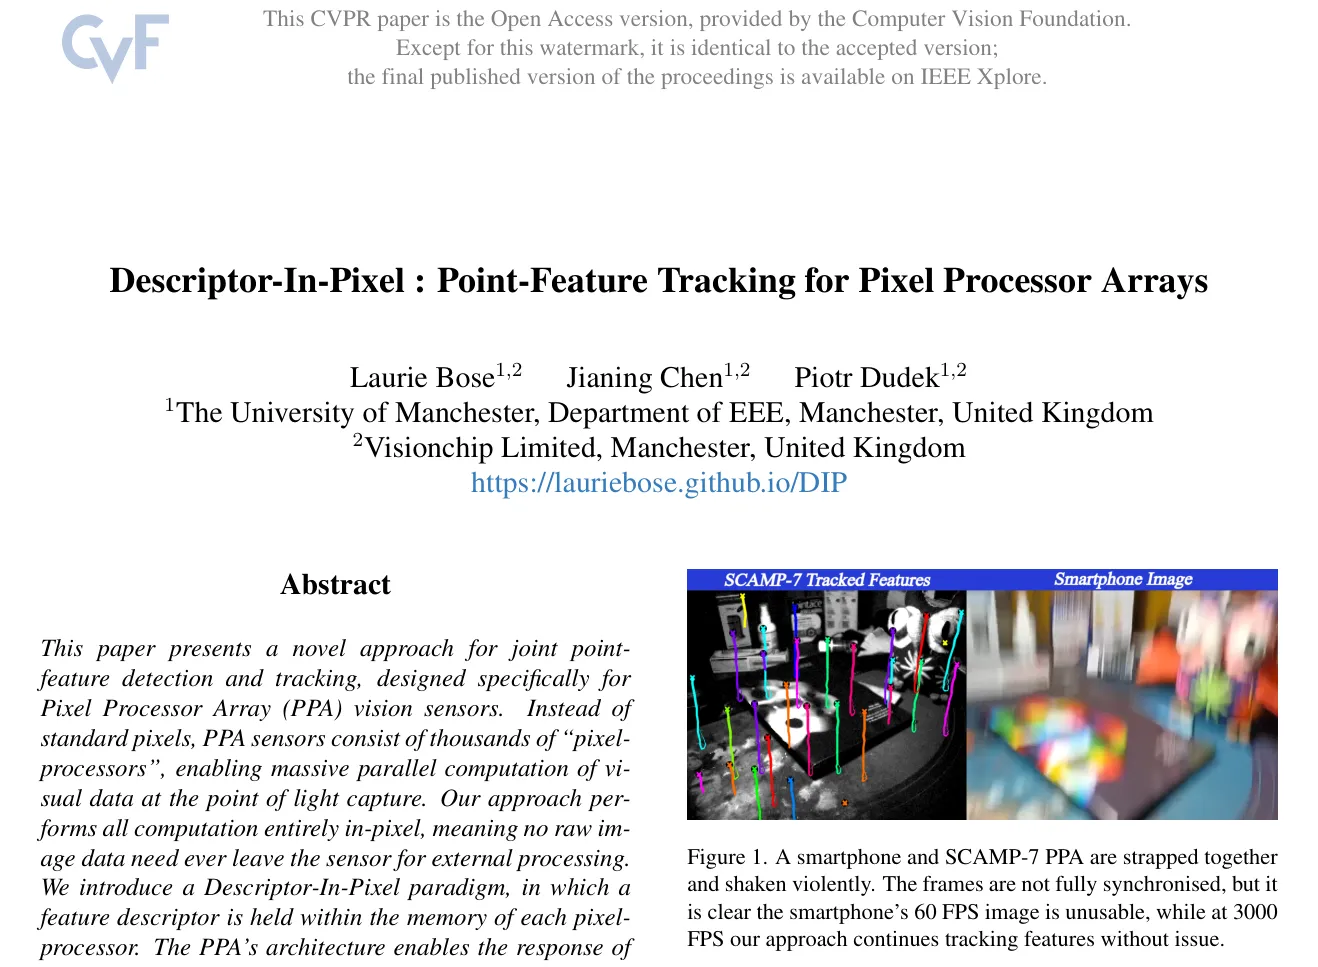 CVF
This CVPR paper is the Open Access version, provided by the Computer Vision Foundation.
Except for this watermark, it is identical to the accepted version;
the final published version of the proceedings is available on IEEE Xplore.
Descriptor-In-Pixel : Point-Feature Tracking for Pixel Processor Arrays
Laurie Bose1,2 Jianing Chen1,2 Piotr Dudek1,2
1The University of Manchester, Department of EEE, Manchester, United Kingdom
2Visionchip Limited, Manchester, United Kingdom
https://lauriebose.github.io/DIP
Abstract
This paper presents a novel approach for joint point-
feature detection and tracking, designed specifically for
Pixel Processor Array (PPA) vision sensors. Instead of
standard pixels, PPA sensors consist of thousands of “pixel-
processors”, enabling massive parallel computation of vi-
sual data at the point of light capture. Our approach per-
forms all computation entirely in-pixel, meaning no raw im-
age data need ever leave the sensor for external processing.
We introduce a Descriptor-In-Pixel paradigm, in which a
feature descriptor is held within the memory of each pixel-
processor. The PPA’s architecture enables the response of
SCAMP-7 Tracked Features
Smartphone Image
Figure 1. A smartphone and SCAMP-7 PPA are strapped together
and shaken violently. The frames are not fully synchronised, but it
is clear the smartphone’s 60 FPS image is unusable, while at 3000
FPS our approach continues tracking features without issue.